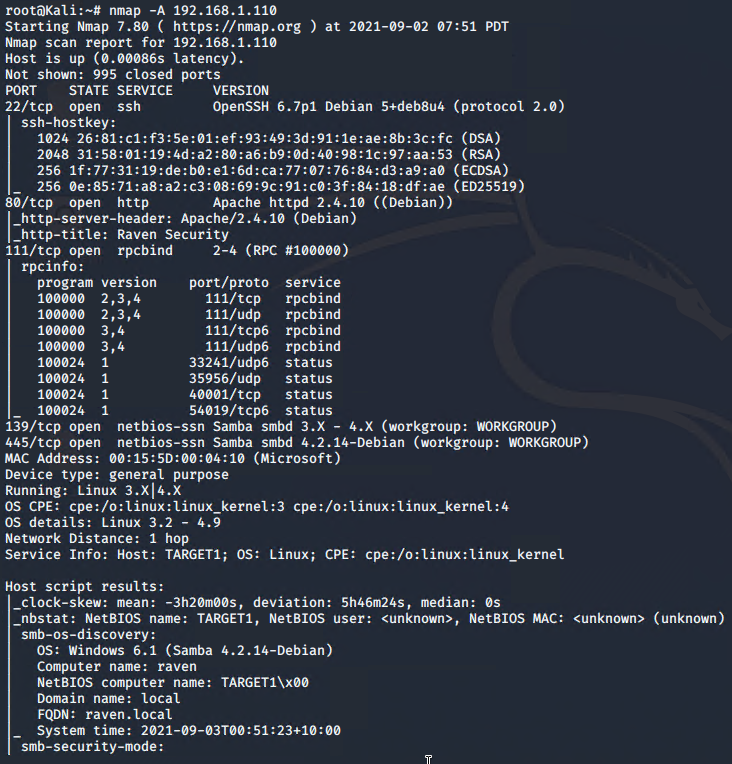 root@Kali:~# nmap -A 192.168.1.110
Starting Nmap 7.80 ( https://nmap.org ) at 2021-09-02 07:51 PDT
Nmap scan report for 192.168.1.110
Host is up (0.00086s latency).
Not shown: 995 closed ports
PORT    STATE SERVICE     VERSION
22/tcp  open  ssh         OpenSSH 6.7p1 Debian 5+deb8u4 (protocol 2.0)
| ssh-hostkey:
|   1024 26:81:c1:f3:5e:01:ef:93:49:3d:91:1e:ae:8b:3c:fc (DSA)
|   2048 31:58:01:19:4d:a2:80:a6:b9:0d:40:98:1c:97:aa:53 (RSA)
|   256 1f:77:31:19:de:b0:e1:6d:ca:77:07:76:84:d3:a9:a0 (ECDSA)
|_  256 0e:85:71:a8:a2:c3:08:69:9c:91:c0:3f:84:18:df:ae (ED25519)
80/tcp  open  http        Apache httpd 2.4.10 ((Debian))
|_http-server-header: Apache/2.4.10 (Debian)
|_http-title: Raven Security
111/tcp open  rpcbind     2-4 (RPC #100000)
| rpcinfo:
|   program version    port/proto  service
|   100000  2,3,4        111/tcp   rpcbind
|   100000  2,3,4        111/udp   rpcbind
|   100000  3,4          111/tcp6  rpcbind
|   100000  3,4          111/udp6  rpcbind
|   100024  1          33241/udp6  status
|   100024  1          35956/udp   status
|   100024  1          40001/tcp   status
|_  100024  1          54019/tcp6  status
139/tcp open  netbios-ssn Samba smbd 3.X - 4.X (workgroup: WORKGROUP)
445/tcp open  netbios-ssn Samba smbd 4.2.14-Debian (workgroup: WORKGROUP)
MAC Address: 00:15:5D:00:04:10 (Microsoft)
Device type: general purpose
Running: Linux 3.X|4.X
OS CPE: cpe:/o:linux:linux_kernel:3 cpe:/o:linux:linux_kernel:4
OS details: Linux 3.2 - 4.9
Network Distance: 1 hop
Service Info: Host: TARGET1; OS: Linux; CPE: cpe:/o:linux:linux_kernel

Host script results:
|_clock-skew: mean: -3h20m00s, deviation: 5h46m24s, median: 0s
|_nbstat: NetBIOS name: TARGET1, NetBIOS user: <unknown>, NetBIOS MAC: <unknown> (unknown)
| smb-os-discovery:
|   OS: Windows 6.1 (Samba 4.2.14-Debian)
|   Computer name: raven
|   NetBIOS computer name: TARGET1\x00
|   Domain name: local
|   FQDN: raven.local
|_  System time: 2021-09-03T00:51:23+10:00
| smb-security-mode: